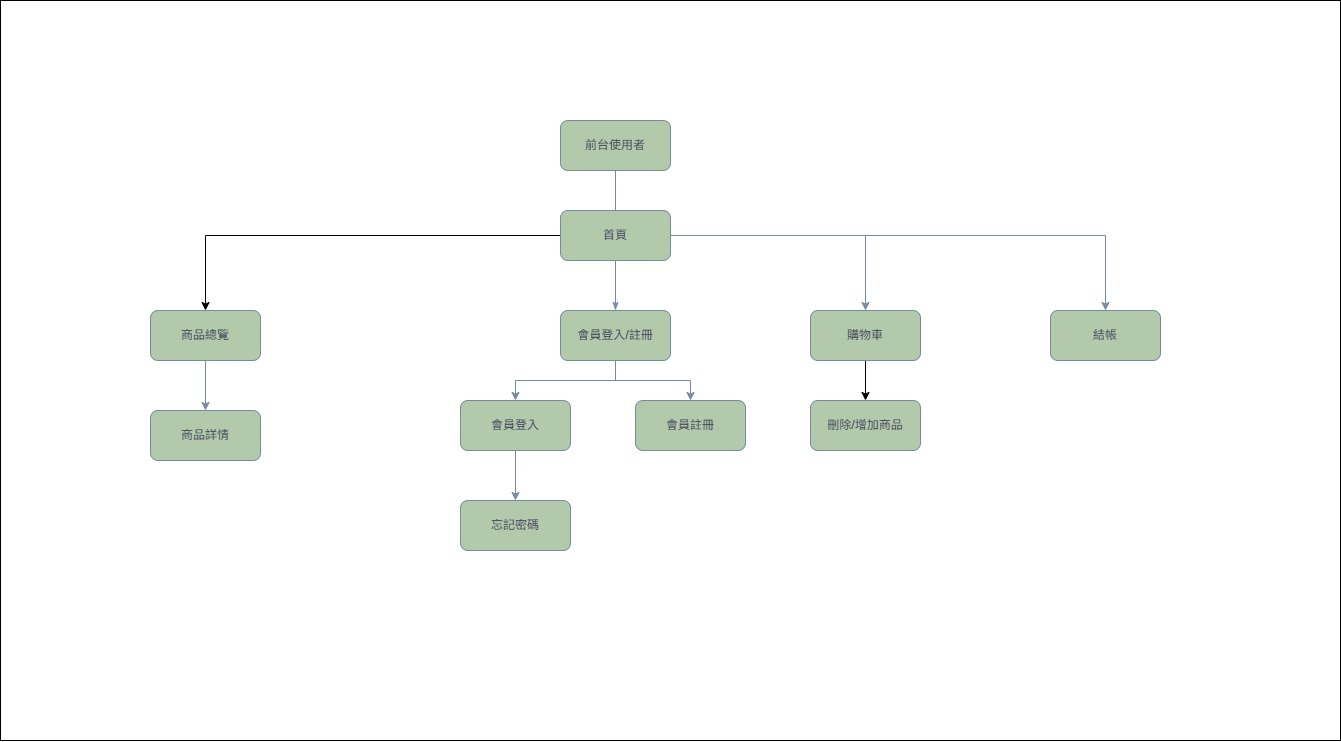 前台使用者
首頁
商品總覽
會員登入/註冊
購物車
結帳
商品詳情
會員登入
會員註冊
刪除/增加商品
忘記密碼